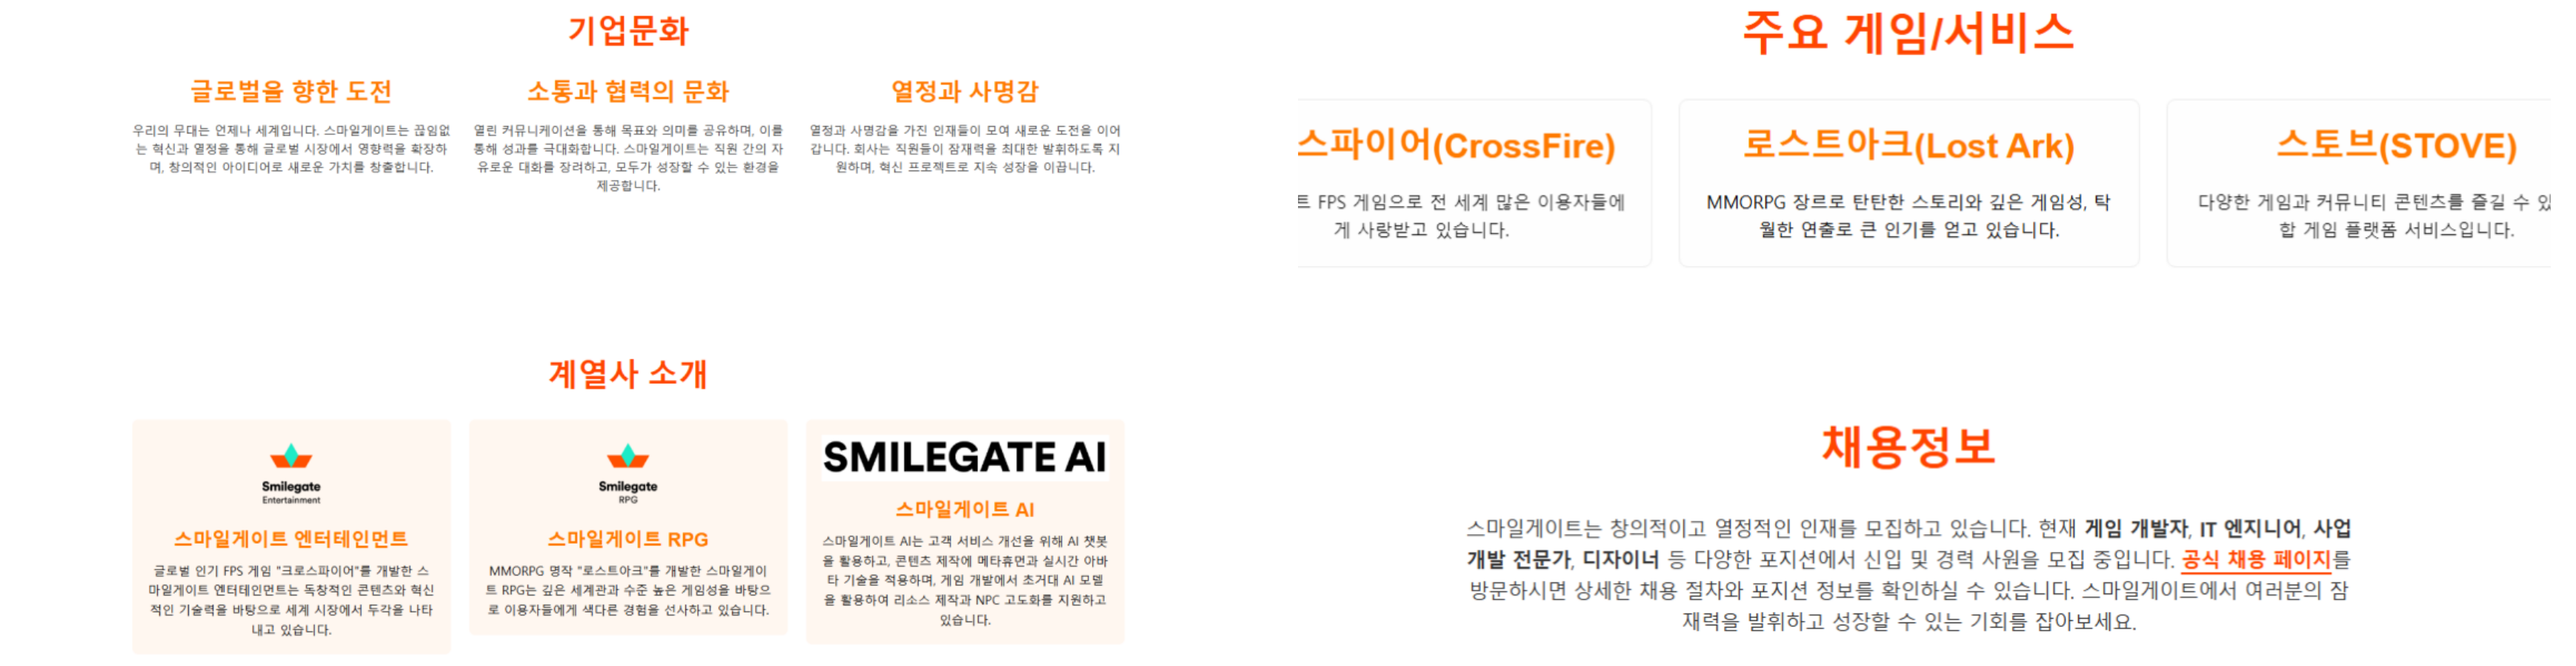 기업문화
글로벌을 향한 도전
우리의 무대는 언제나 세계입니다. 스마일게이트는 끊임없
는 혁신과 열정을 통해 글로벌 시장에서 영향력을 확장하
며, 창의적인 아이디어로 새로운 가치를 창출합니다.
소통과 협력의 문화
열린 커뮤니케이션을 통해 목표와 의미를 공유하며, 이를
통해 성과를 극대화합니다. 스마일게이트는 직원 간의 자
유로운 대화를 장려하고, 모두가 성장할 수 있는 환경을
제공합니다.
열정과 사명감
열정과 사명감을 가진 인재들이 모여 새로운 도전을 이어
갑니다. 회사는 직원들이 잠재력을 최대한 발휘하도록 지
원하며, 혁신 프로젝트로 지속 성장을 이끕니다.
계열사 소개
Smilegate
Entertainment
스마일게이트 엔터테인먼트
글로벌 인기 FPS 게임 "크로스파이어"를 개발한 스
마일게이트 엔터테인먼트는 독창적인 콘텐츠와 혁신
적인 기술력을 바탕으로 세계 시장에서 두각을 나타
내고 있습니다.
Smilegate
RPG
스마일게이트 RPG
MMORPG 명작 "로스트아크"를 개발한 스마일게이
트 RPG는 깊은 세계관과 수준 높은 게임성을 바탕으
로 이용자들에게 색다른 경험을 선사하고 있습니다.
SMILEGATE AI
스마일게이트 AI
스마일게이트 AI는 고객 서비스 개선을 위해 AI 챗봇
을 활용하고, 콘텐츠 제작에 메타휴먼과 실시간 아바
타 기술을 적용하며, 게임 개발에서 초거대 AI 모델
을 활용하여 리소스 제작과 NPC 고도화를 지원하고
있습니다.
주요 게임/서비스
스파이어(CrossFire)
트 FPS 게임으로 전 세계 많은 이용자들에
게 사랑받고 있습니다.
로스트아크(Lost Ark)
MMORPG 장르로 탄탄한 스토리와 깊은 게임성, 탁
월한 연출로 큰 인기를 얻고 있습니다.
스토브(STOVE)
다양한 게임과 커뮤니티 콘텐츠를 즐길 수 있
합 게임 플랫폼 서비스입니다.
채용정보
스마일게이트는 창의적이고 열정적인 인재를 모집하고 있습니다. 현재 게임 개발자, IT 엔지니어, 사업
개발 전문가, 디자이너 등 다양한 포지션에서 신입 및 경력 사원을 모집 중입니다. 공식 채용 페이지를
방문하시면 상세한 채용 절차와 포지션 정보를 확인하실 수 있습니다. 스마일게이트에서 여러분의 잠
재력을 발휘하고 성장할 수 있는 기회를 잡아보세요.